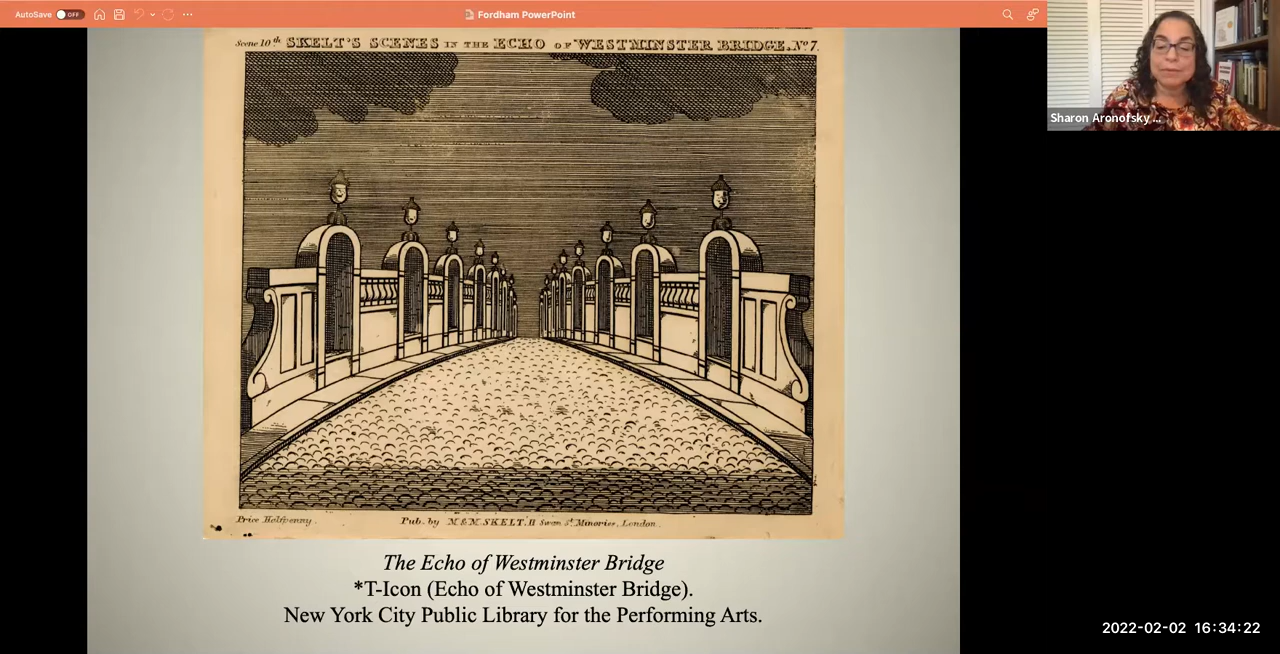 AutoSave OFF
Fordham PowerPoint
Sharon Aronofsky ...
Scene 10th SKELT'S SCENES IN THE ECHO OF WESTMINSTER BRIDGE. No 7.
Price Halfpenny.
Pub. by M & M. SKELT. 11 Swan St. Minories, London.
The Echo of Westminster Bridge
*T-Icon (Echo of Westminster Bridge).
New York City Public Library for the Performing Arts.
2022-02-02 16:34:22